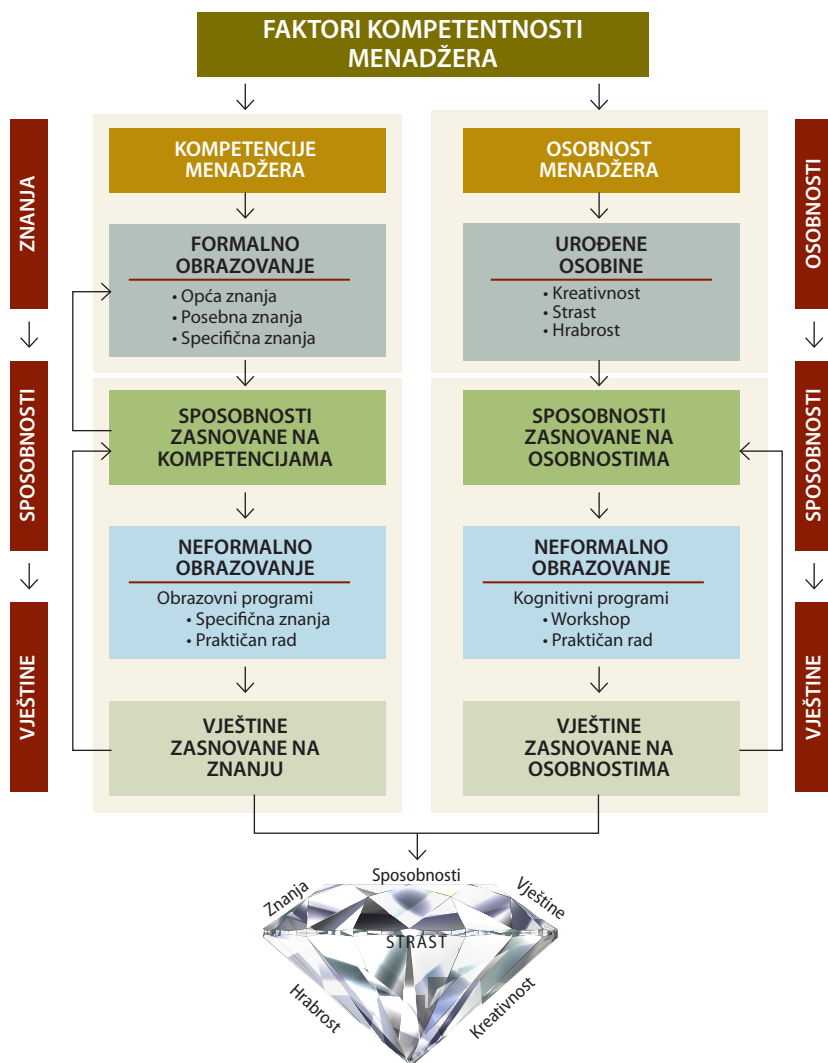 FAKTORI KOMPETENTNOSTI
MENADŽERA
ZNANJA
SPOSOBNOSTI
VJEŠTINE
KOMPETENCIJE
MENADŽERA
FORMALNO
OBRAZOVANJE
• Opća znanja
• Posebna znanja
• Specifična znanja
SPOSOBNOSTI
ZASNOVANE NA
KOMPETENCIJAMA
NEFORMALNO
OBRAZOVANJE
Obrazovni programi
• Specifična znanja
• Praktičan rad
VJEŠTINE
ZASNOVANE NA
ZNANJU
OSOBNOST
MENADŽERA
UROĐENE
OSOBINE
• Kreativnost
• Strast
• Hrabrost
SPOSOBNOSTI
ZASNOVANE NA
OSOBNOSTIMA
NEFORMALNO
OBRAZOVANJE
Kognitivni programi
• Workshop
• Praktičan rad
VJEŠTINE
ZASNOVANE NA
OSOBNOSTIMA
OSOBNOSTI
SPOSOBNOSTI
VJEŠTINE
Znanja
Sposobnosti
Vještine
STRAST
Hrabrost
Kreativnost